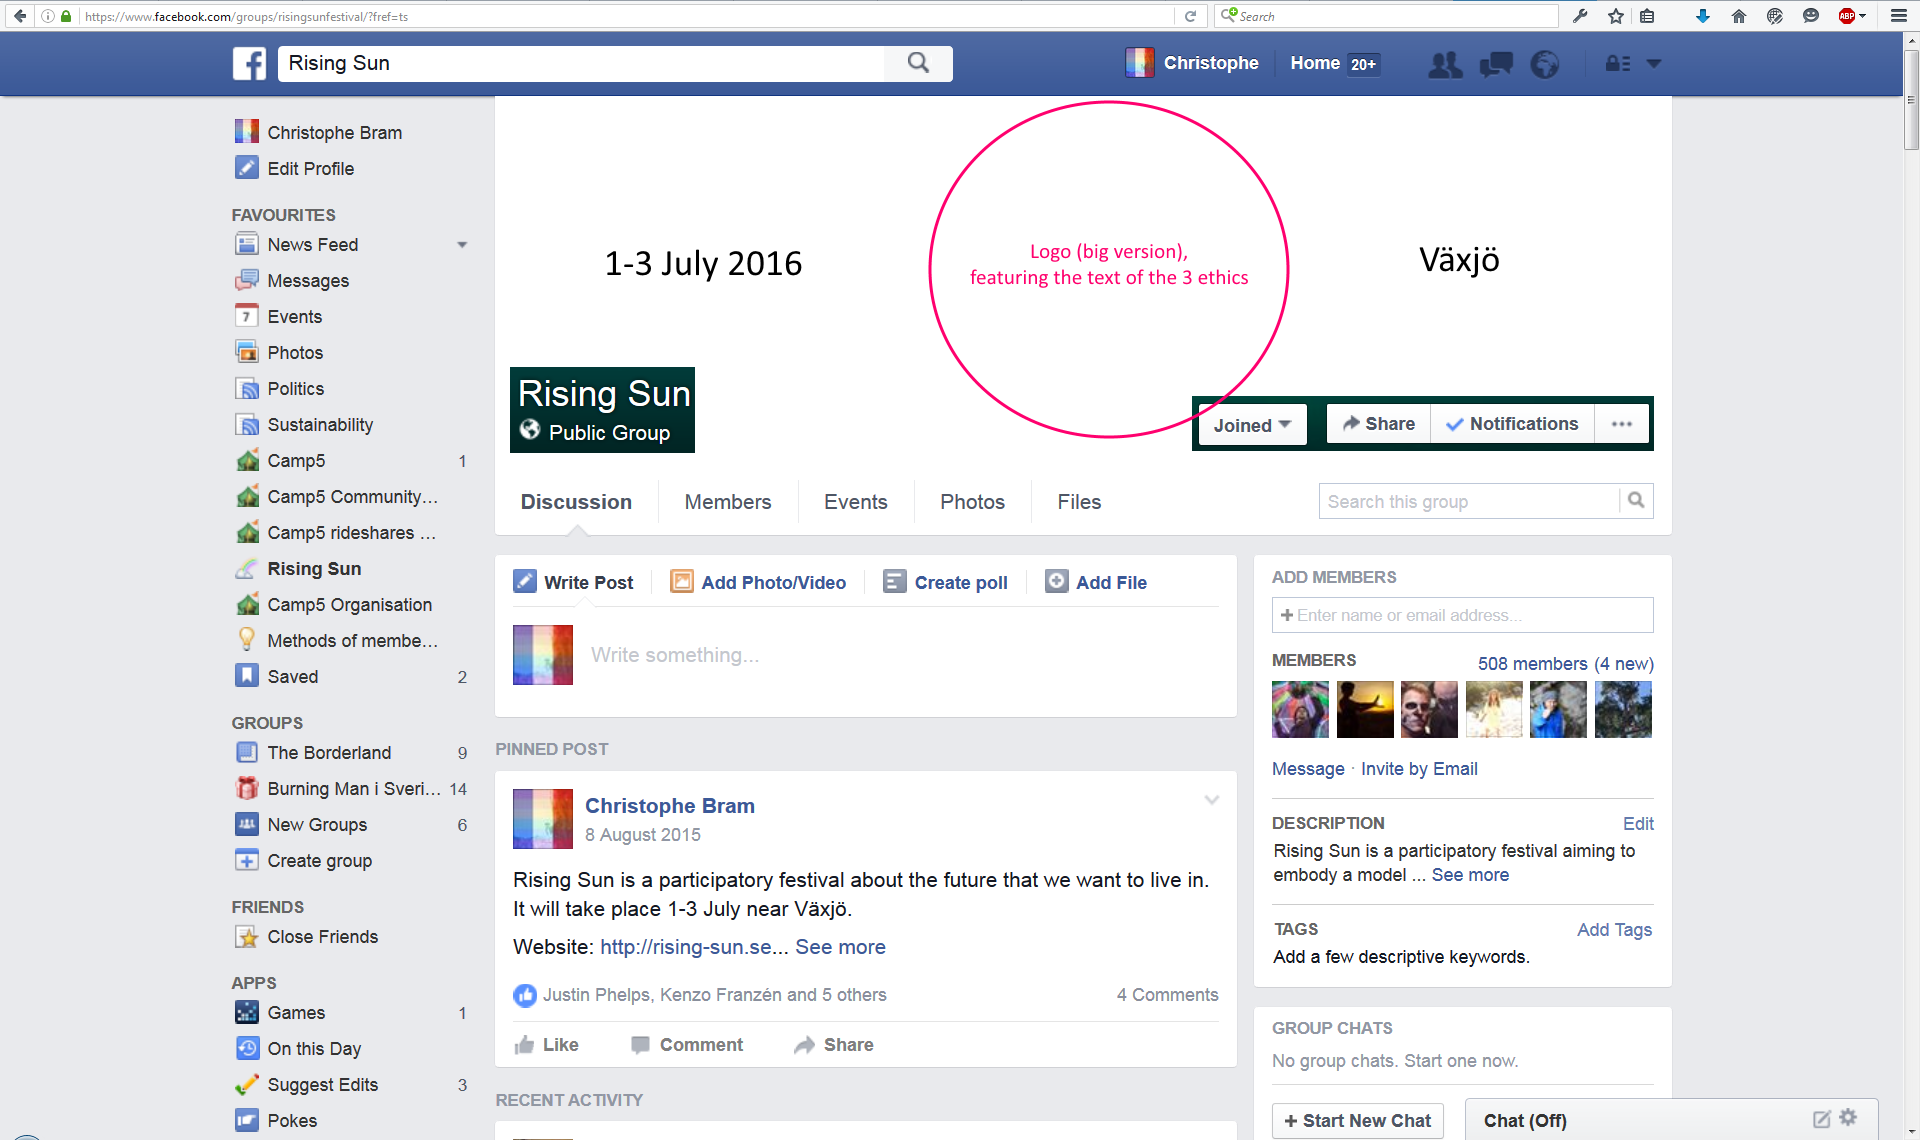 https://www.facebook.com/groups/risingsunfestival/?fref=ts
Search
ABP
Rising Sun
Christophe
Home 20+
Christophe Bram
Edit Profile
FAVOURITES
News Feed
Messages
7 Events
Photos
Politics
Sustainability
Camp5 1
Camp5 Community...
Camp5 rideshares ...
Rising Sun
Camp5 Organisation
Methods of membe...
Saved 2
GROUPS
The Borderland 9
Burning Man i Sveri... 14
New Groups 6
Create group
FRIENDS
Close Friends
APPS
Games 1
On this Day
Suggest Edits 3
Pokes
1-3 July 2016
Logo (big version),
featuring the text of the 3 ethics
Växjö
Rising Sun
Public Group
Joined
Share
Notifications
Discussion
Members
Events
Photos
Files
Search this group
Write Post
Add Photo/Video
Create poll
Add File
Write something...
PINNED POST
Christophe Bram
8 August 2015
Rising Sun is a participatory festival about the future that we want to live in.
It will take place 1-3 July near Växjö.
Website: http://rising-sun.se... See more
Justin Phelps, Kenzo Franzén and 5 others
4 Comments
Like
Comment
Share
RECENT ACTIVITY
ADD MEMBERS
+ Enter name or email address...
MEMBERS
508 members (4 new)
Message · Invite by Email
DESCRIPTION
Edit
Rising Sun is a participatory festival aiming to
embody a model ... See more
TAGS
Add Tags
Add a few descriptive keywords.
GROUP CHATS
No group chats. Start one now.
+ Start New Chat
Chat (Off)